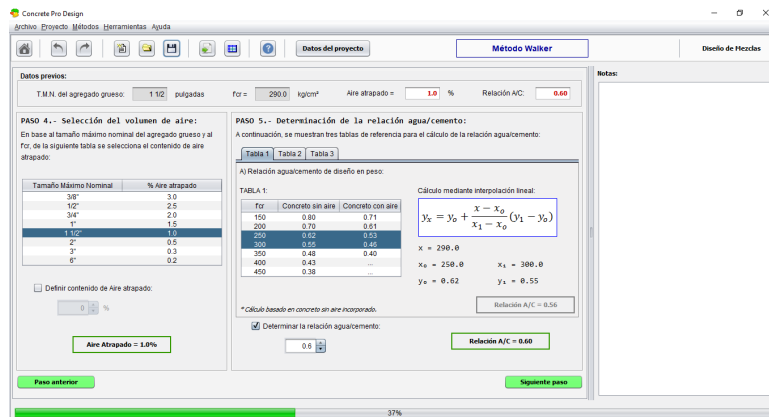 Concrete Pro Design
Archivo Proyecto Métodos Herramientas Ayuda
Datos del proyecto
Método Walker
Diseño de Mezclas
Datos previos:
T.M.N. del agregado grueso: 1 1/2 pulgadas f'cr = 290.0 kg/cm² Aire atrapado = 1.0 % Relación A/C: 0.60
Notas:
PASO 4.- Selección del volumen de aire:
En base al tamaño máximo nominal del agregado grueso y al
f'cr, de la siguiente tabla se selecciona el contenido de aire
atrapado:
Tamaño Máximo Nominal % Aire atrapado
3/8" 3.0
1/2" 2.5
3/4" 2.0
1" 1.5
1 1/2" 1.0
2" 0.5
3" 0.3
6" 0.2
Definir contenido de Aire atrapado:
0 %
Aire Atrapado = 1.0%
PASO 5.- Determinación de la relación agua/cemento:
A continuación, se muestran tres tablas de referencia para el cálculo de la relación agua/cemento:
Tabla 1 Tabla 2 Tabla 3
A) Relación agua/cemento de diseño en peso:
TABLA 1:
f'cr Concreto sin aire Concreto con aire
150 0.80 0.71
200 0.70 0.61
250 0.62 0.53
300 0.55 0.46
350 0.48 0.40
400 0.43 ...
450 0.38 ...
* Cálculo basado en concreto sin aire incorporado.
Cálculo mediante interpolación lineal:
yₓ = yₒ + (x − xₒ)/(x₁ − xₒ) (y₁ − yₒ)
x = 290.0
xₒ = 250.0 x₁ = 300.0
yₒ = 0.62 y₁ = 0.55
Relación A/C = 0.56
Determinar la relación agua/cemento:
0.6
Relación A/C = 0.60
Paso anterior
Siguiente paso
37%